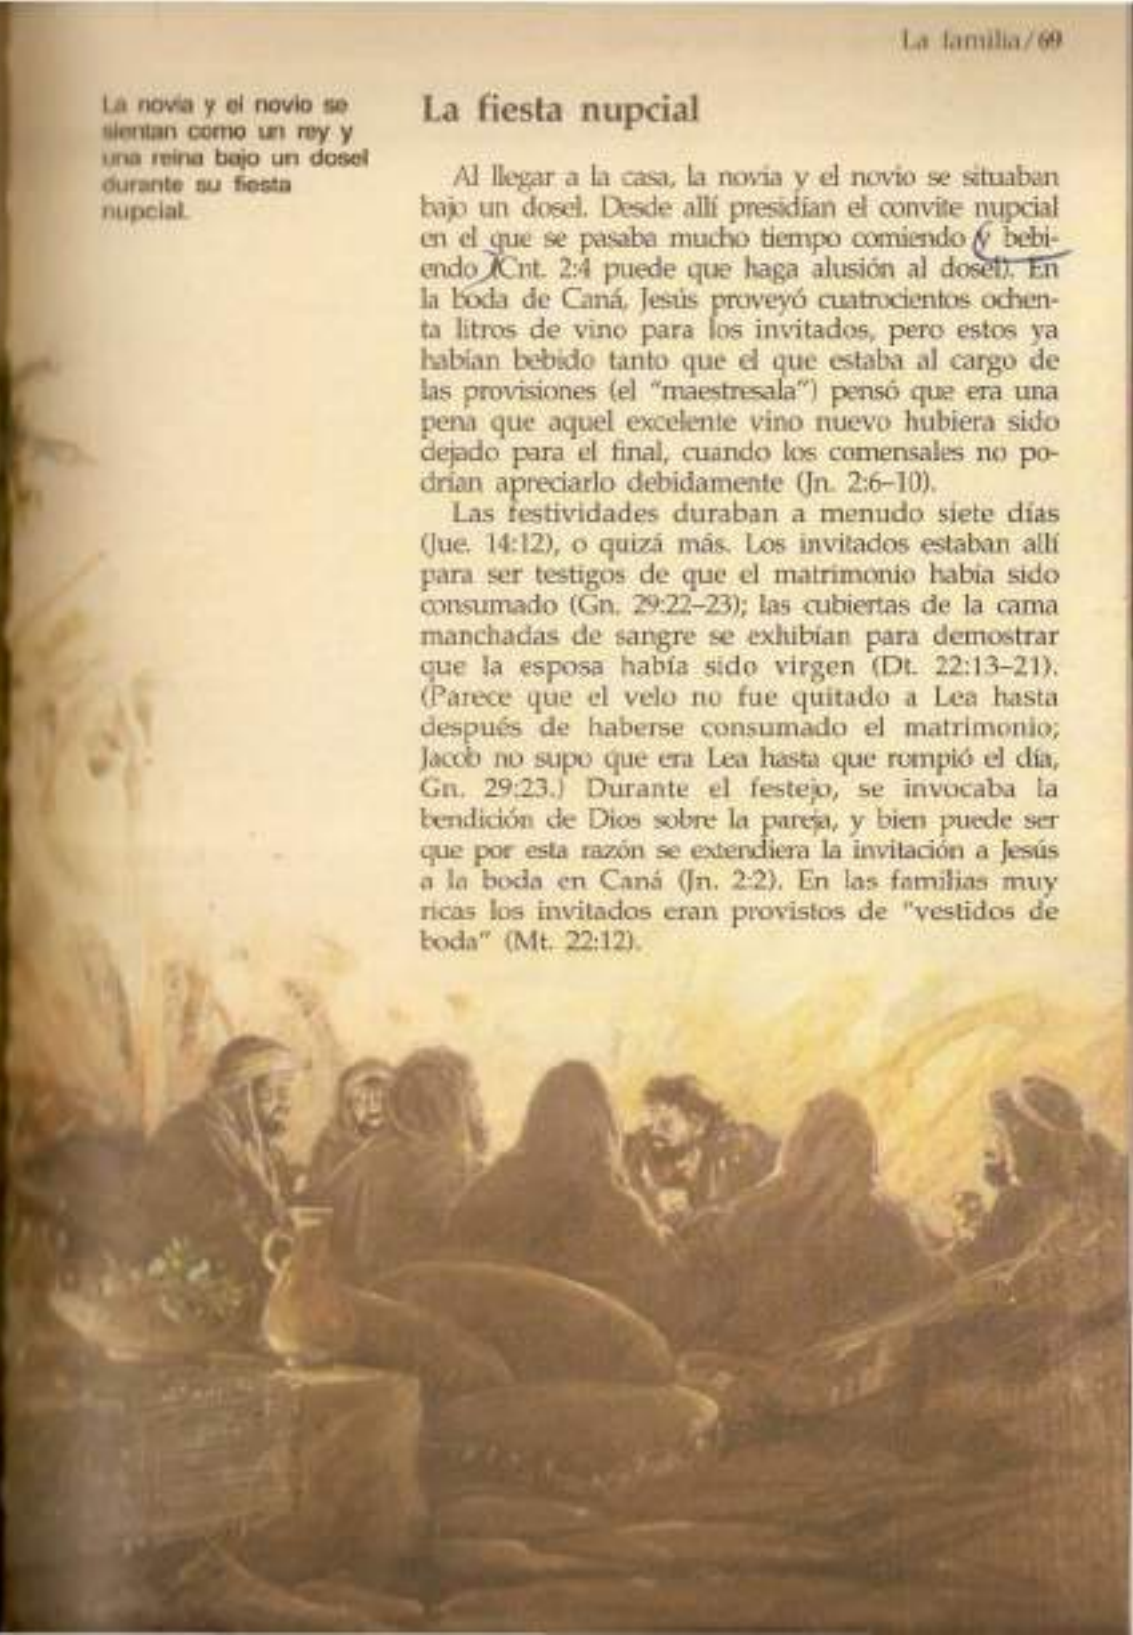 La familia/69
La novia y el novio se
sientan como un rey y
una reina bajo un dosel
durante su fiesta
nupcial.
La fiesta nupcial
Al llegar a la casa, la novia y el novio se situaban
bajo un dosel. Desde allí presidían el convite nupcial
en el que se pasaba mucho tiempo comiendo y bebi-
endo (Cnt. 2:4 puede que haga alusión al dosel). En
la boda de Caná, Jesús proveyó cuatrocientos ochen-
ta litros de vino para los invitados, pero estos ya
habían bebido tanto que el que estaba al cargo de
las provisiones (el "maestresala") pensó que era una
pena que aquel excelente vino nuevo hubiera sido
dejado para el final, cuando los comensales no po-
drían apreciarlo debidamente (Jn. 2:6–10).
Las festividades duraban a menudo siete días
(Jue. 14:12), o quizá más. Los invitados estaban allí
para ser testigos de que el matrimonio había sido
consumado (Gn. 29:22–23); las cubiertas de la cama
manchadas de sangre se exhibían para demostrar
que la esposa había sido virgen (Dt. 22:13–21).
(Parece que el velo no fue quitado a Lea hasta
después de haberse consumado el matrimonio;
Jacob no supo que era Lea hasta que rompió el día,
Gn. 29:23.) Durante el festejo, se invocaba la
bendición de Dios sobre la pareja, y bien puede ser
que por esta razón se extendiera la invitación a Jesús
a la boda en Caná (Jn. 2:2). En las familias muy
ricas los invitados eran provistos de "vestidos de
boda" (Mt. 22:12).